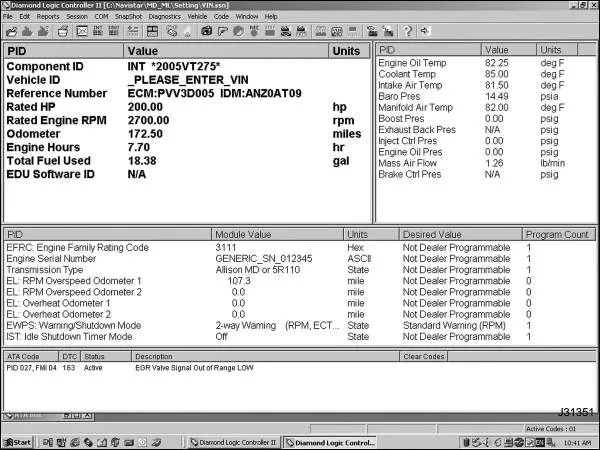 Diamond Logic Controller II [C:\Navistar\MD_ML\Setting\VIN.ssn]
File Edit Reports Session COM SnapShot Diagnostics Vehicle Code View Window Help
PID Value Units
Component ID INT *2005VT275*
Vehicle ID _PLEASE_ENTER_VIN
Reference Number ECM:PVV3D005 IDM:ANZ0AT09
Rated HP 200.00 hp
Rated Engine RPM 2700.00 rpm
Odometer 172.50 miles
Engine Hours 7.70 hr
Total Fuel Used 18.38 gal
EDU Software ID N/A
PID Value Units
Engine Oil Temp 82.25 deg F
Coolant Temp 85.00 deg F
Intake Air Temp 81.50 deg F
Baro Pres 14.49 psia
Manifold Air Temp 82.00 deg F
Boost Pres 0.00 psig
Exhaust Back Pres N/A psig
Inject Ctrl Pres 0.00 psig
Engine Oil Pres 0.00 psig
Mass Air Flow 1.26 lb/min
Brake Ctrl Pres N/A psig
PID Module Value Units Desired Value Program Count
EFRC: Engine Family Rating Code 3111 Hex Not Dealer Programmable 1
Engine Serial Number GENERIC_SN_012345 ASCII Not Dealer Programmable 1
Transmission Type Allison MD or 5R110 State Not Dealer Programmable 1
EL: RPM Overspeed Odometer 1 107.3 mile Not Dealer Programmable 0
EL: RPM Overspeed Odometer 2 0.0 mile Not Dealer Programmable 0
EL: Overheat Odometer 1 0.0 mile Not Dealer Programmable 0
EL: Overheat Odometer 2 0.0 mile Not Dealer Programmable 0
EWPS: Warning/Shutdown Mode 2-way Warning (RPM, ECT... State Standard Warning (RPM) 1
IST: Idle Shutdown Timer Mode Off State Not Dealer Programmable 1
ATA Code DTC Status Description Clear Codes
PID 027, FMI 04 163 Active EGR Valve Signal Out of Range LOW
ATA Bus
J31351
Active Codes : 01
Start Diamond Logic Controller II Diamond Logic Control... EN 10:41 AM